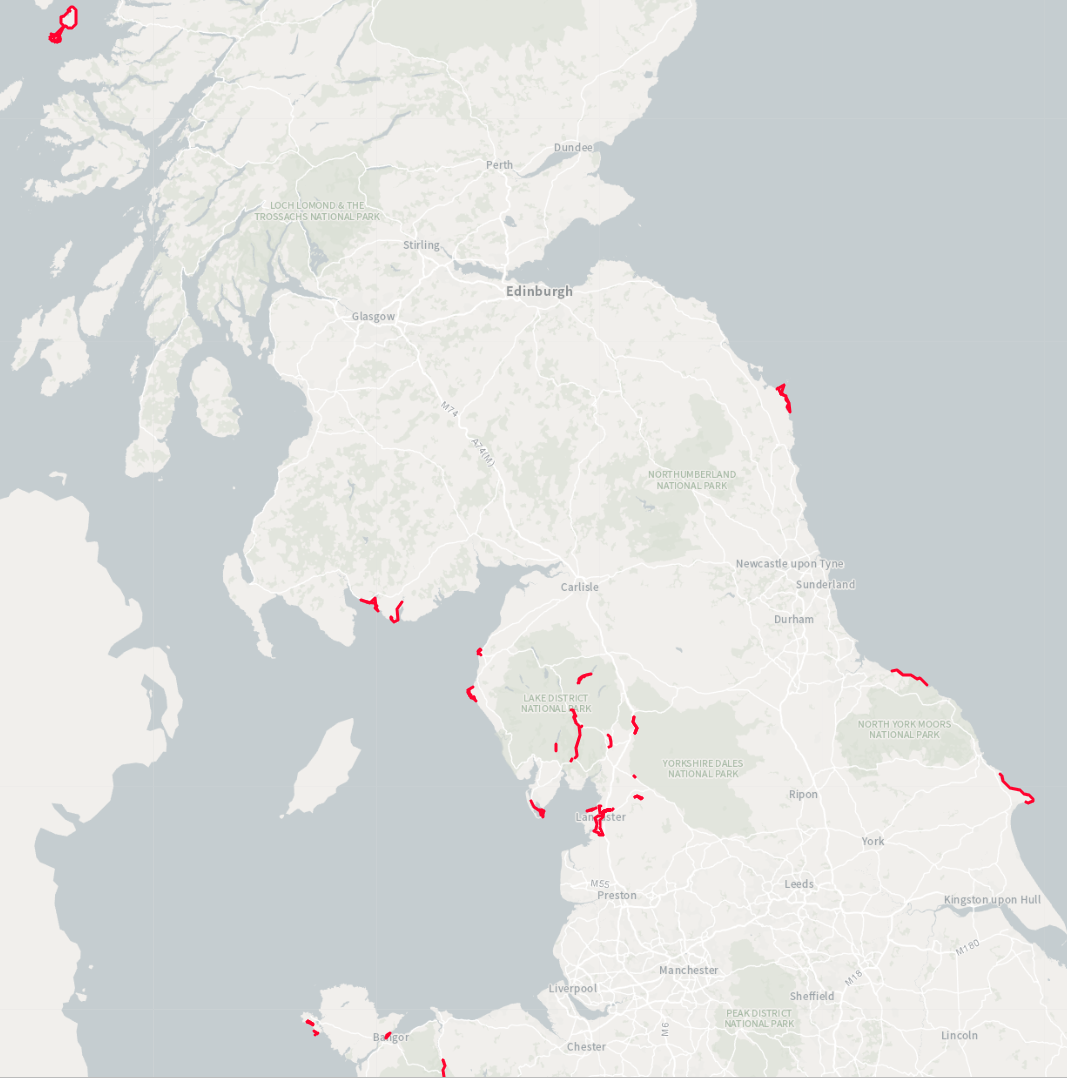 Dundee
Perth
LOCH LOMOND & THE
TROSSACHS NATIONAL PARK
Stirling
Edinburgh
Glasgow
M74
A74(M)
NORTHUMBERLAND
NATIONAL PARK
Newcastle upon Tyne
Sunderland
Carlisle
Durham
LAKE DISTRICT
NATIONAL PARK
NORTH YORK MOORS
NATIONAL PARK
YORKSHIRE DALES
NATIONAL PARK
Ripon
Lancaster
York
M55
Preston
Leeds
Kingston upon Hull
M180
Manchester
M18
Liverpool
Sheffield
PEAK DISTRICT
NATIONAL PARK
M6
Bangor
Lincoln
Chester